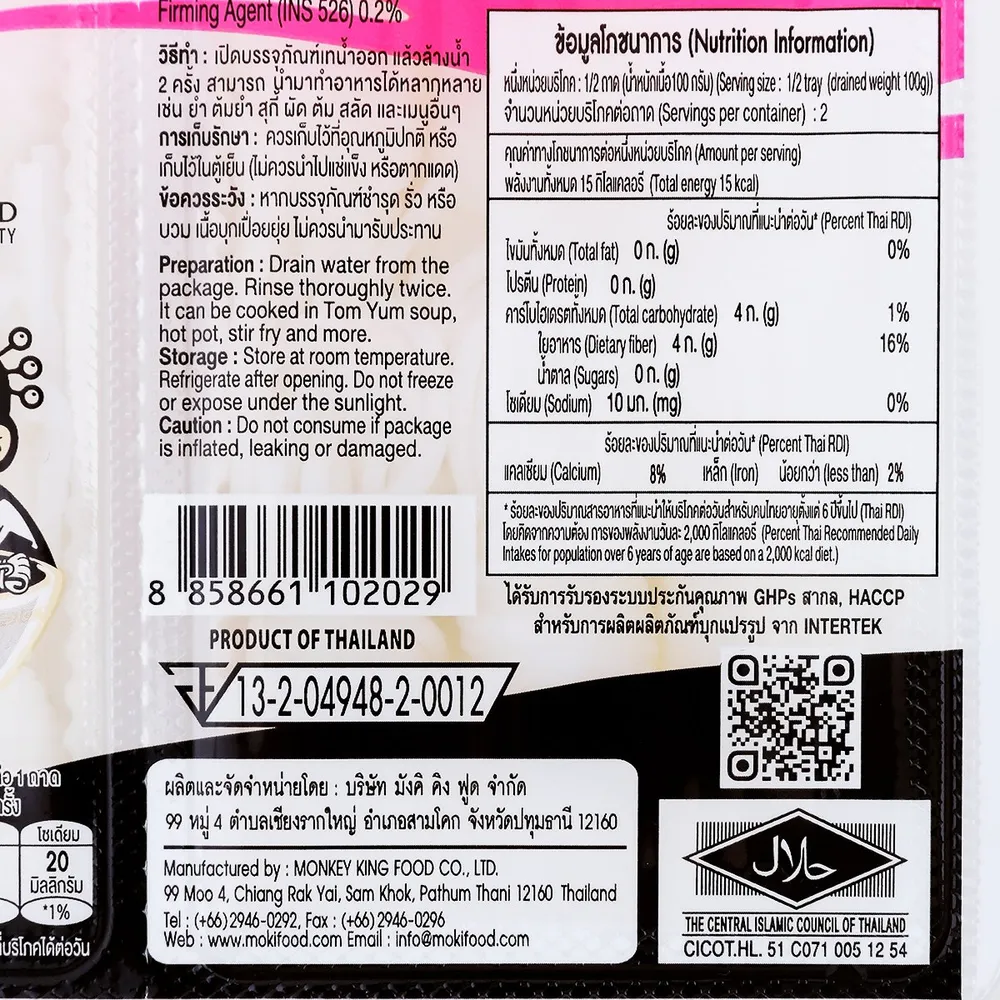 Firming Agent (INS 526) 0.2%
วิธีทำ : เปิดบรรจุภัณฑ์เทน้ำออก แล้วล้างน้ำ
2 ครั้ง สามารถ นำมาทำอาหารได้หลากหลาย
เช่น ยำ ต้มยำ สุกี้ ผัด ต้ม สลัด และเมนูอื่นๆ
การเก็บรักษา : ควรเก็บไว้ที่อุณหภูมิปกติ หรือ
เก็บไว้ในตู้เย็น (ไม่ควรนำไปแช่แข็ง หรือตากแดด)
ข้อควรระวัง : หากบรรจุภัณฑ์ชำรุด รั่ว หรือ
บวม เนื้อบุกเปื่อยยุ่ย ไม่ควรนำมารับประทาน
Preparation : Drain water from the
package. Rinse thoroughly twice.
It can be cooked in Tom Yum soup,
hot pot, stir fry and more.
Storage : Store at room temperature.
Refrigerate after opening. Do not freeze
or expose under the sunlight.
Caution : Do not consume if package
is inflated, leaking or damaged.
8 858661 102029
PRODUCT OF THAILAND
13-2-04948-2-0012
ข้อมูลโภชนาการ (Nutrition Information)
หนึ่งหน่วยบริโภค : 1/2 ถาด (น้ำหนักเนื้อ100 กรัม) (Serving size : 1/2 tray (drained weight 100g))
จำนวนหน่วยบริโภคต่อถาด (Servings per container) : 2
คุณค่าทางโภชนาการต่อหนึ่งหน่วยบริโภค (Amount per serving)
พลังงานทั้งหมด 15 กิโลแคลอรี (Total energy 15 kcal)
ร้อยละของปริมาณที่แนะนำต่อวัน* (Percent Thai RDI)
ไขมันทั้งหมด (Total fat) 0 ก. (g) 0%
โปรตีน (Protein) 0 ก. (g)
คาร์โบไฮเดรตทั้งหมด (Total carbohydrate) 4 ก. (g) 1%
ใยอาหาร (Dietary fiber) 4 ก. (g) 16%
น้ำตาล (Sugars) 0 ก. (g)
โซเดียม (Sodium) 10 มก. (mg) 0%
ร้อยละของปริมาณที่แนะนำต่อวัน* (Percent Thai RDI)
แคลเซียม (Calcium) 8% เหล็ก (Iron) น้อยกว่า (less than) 2%
* ร้อยละของปริมาณสารอาหารที่แนะนำให้บริโภคต่อวันสำหรับคนไทยอายุตั้งแต่ 6 ปีขึ้นไป (Thai RDI)
โดยคิดจากความต้อง การของพลังงานวันละ 2,000 กิโลแคลอรี (Percent Thai Recommended Daily
Intakes for population over 6 years of age are based on a 2,000 kcal diet.)
ได้รับการรับรองระบบประกันคุณภาพ GHPs สากล, HACCP
สำหรับการผลิตผลิตภัณฑ์บุกแปรรูป จาก INTERTEK
ผลิตและจัดจำหน่ายโดย : บริษัท มังคิ คิง ฟูด จำกัด
99 หมู่ 4 ตำบลเชียงรากใหญ่ อำเภอสามโคก จังหวัดปทุมธานี 12160
Manufactured by : MONKEY KING FOOD CO., LTD.
99 Moo 4, Chiang Rak Yai, Sam Khok, Pathum Thani 12160 Thailand
Tel : (+66) 2946-0292, Fax : (+66) 2946-0296
Web : www.mokifood.com Email : info@mokifood.com
حلال
THE CENTRAL ISLAMIC COUNCIL OF THAILAND
CICOT.HL. 51 C071 005 12 54
1 ถาด
โซเดียม
20
มิลลิกรัม
*1%
บริโภคได้ต่อวัน